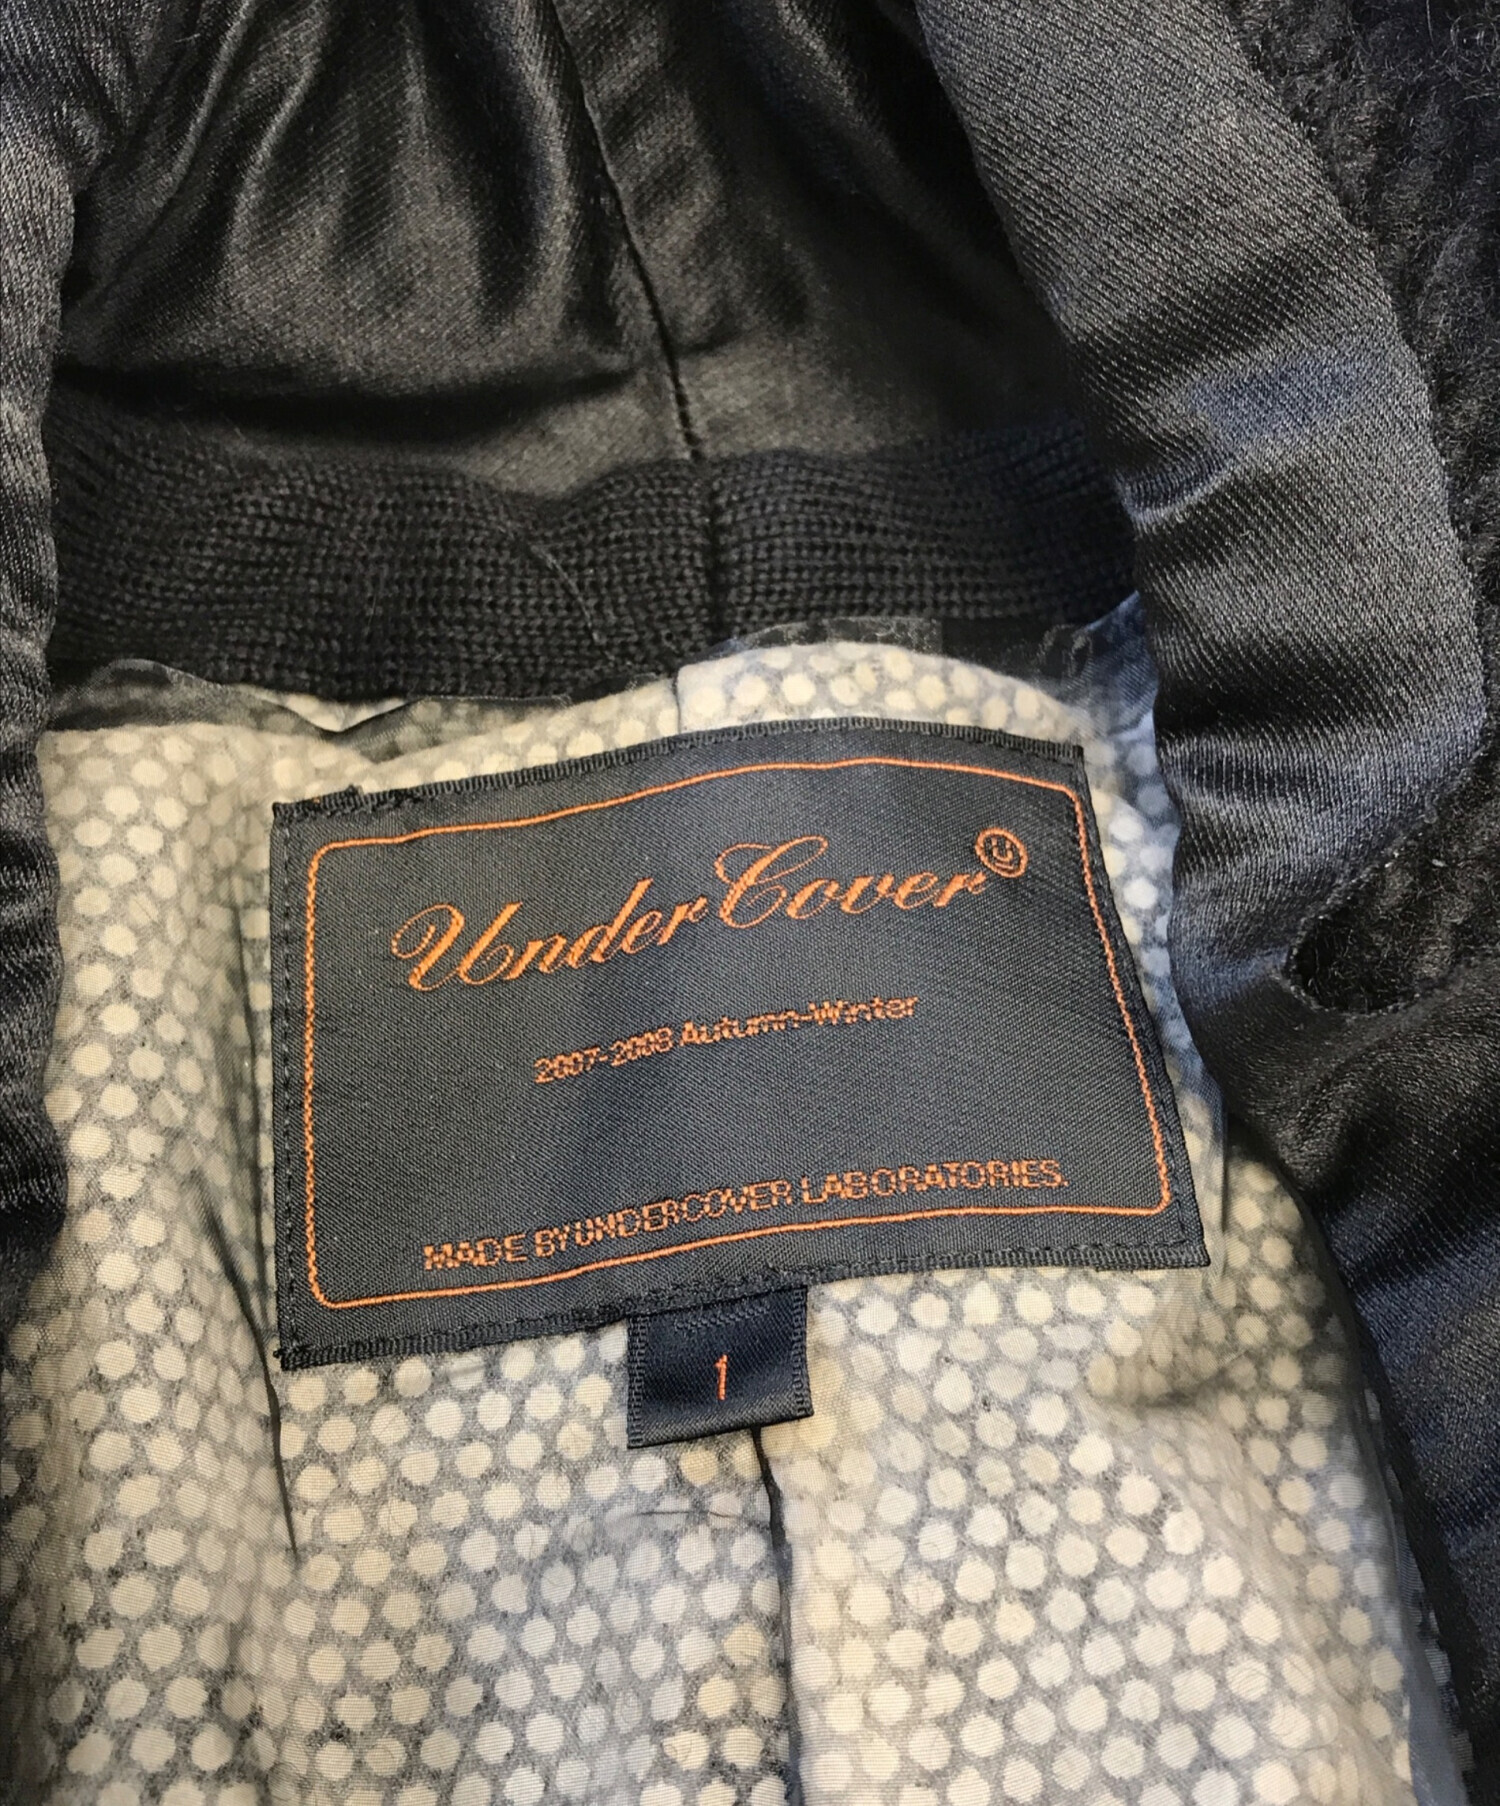 UnderCover Ⓤ
2007-2008 Autumn-Winter
MADE BY UNDERCOVER LABORATORIES.
1